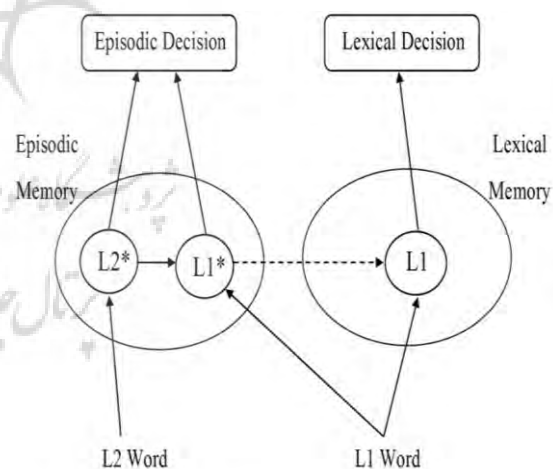 Episodic Decision
Lexical Decision
Episodic
Memory
Lexical
Memory
L2*
L1*
L1
L2 Word
L1 Word